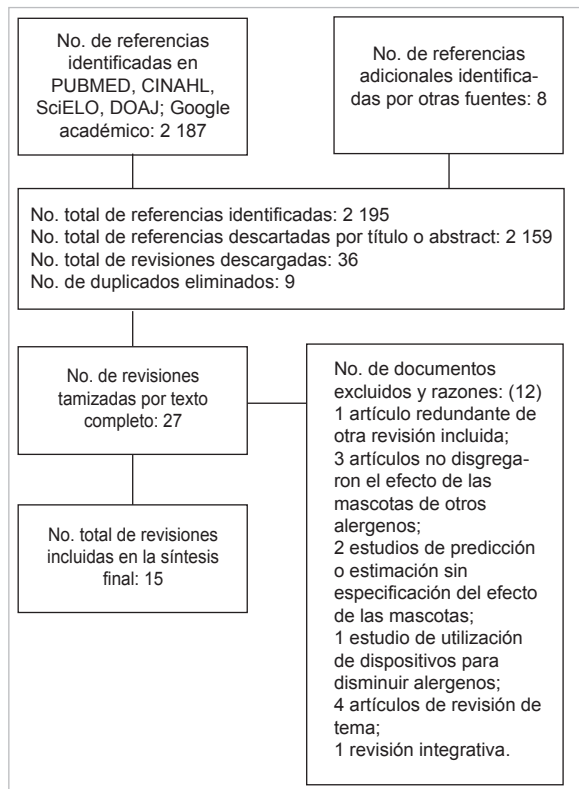 No. de referencias
identificadas en
PUBMED, CINAHL,
SciELO, DOAJ; Google
académico: 2 187
No. de referencias
adicionales identifica-
das por otras fuentes: 8
No. total de referencias identificadas: 2 195
No. total de referencias descartadas por título o abstract: 2 159
No. total de revisiones descargadas: 36
No. de duplicados eliminados: 9
No. de revisiones
tamizadas por texto
completo: 27
No. de documentos
excluidos y razones: (12)
1 artículo redundante de
otra revisión incluida;
3 artículos no disgrega-
ron el efecto de las
mascotas de otros
alergenos;
2 estudios de predicción
o estimación sin
especificación del efecto
de las mascotas;
1 estudio de utilización
de dispositivos para
disminuir alergenos;
4 artículos de revisión de
tema;
1 revisión integrativa.
No. total de revisiones
incluidas en la síntesis
final: 15